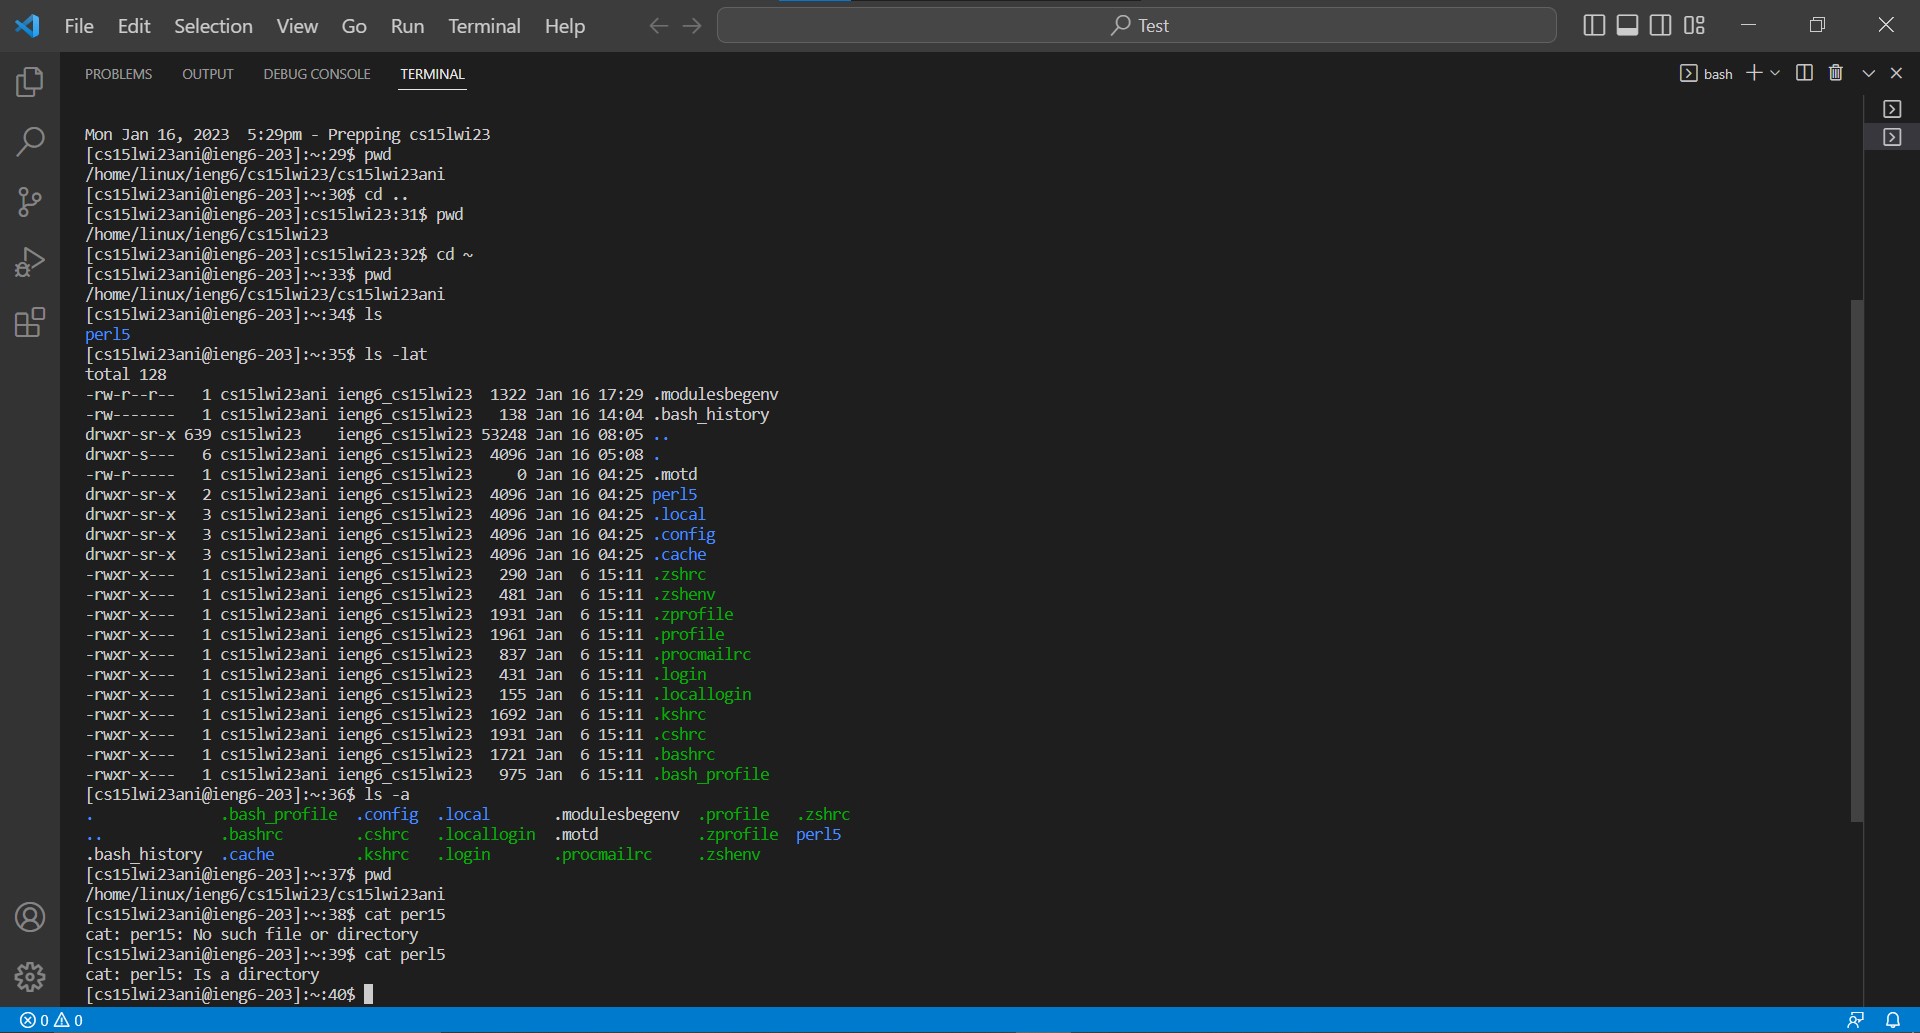 File Edit Selection View Go Run Terminal Help Test
PROBLEMS OUTPUT DEBUG CONSOLE TERMINAL bash
Mon Jan 16, 2023  5:29pm - Prepping cs15lwi23
[cs15lwi23ani@ieng6-203]:~:29$ pwd
/home/linux/ieng6/cs15lwi23/cs15lwi23ani
[cs15lwi23ani@ieng6-203]:~:30$ cd ..
[cs15lwi23ani@ieng6-203]:cs15lwi23:31$ pwd
/home/linux/ieng6/cs15lwi23
[cs15lwi23ani@ieng6-203]:cs15lwi23:32$ cd ~
[cs15lwi23ani@ieng6-203]:~:33$ pwd
/home/linux/ieng6/cs15lwi23/cs15lwi23ani
[cs15lwi23ani@ieng6-203]:~:34$ ls
perl5
[cs15lwi23ani@ieng6-203]:~:35$ ls -lat
total 128
-rw-r--r--   1 cs15lwi23ani ieng6_cs15lwi23  1322 Jan 16 17:29 .modulesbegenv
-rw-------   1 cs15lwi23ani ieng6_cs15lwi23   138 Jan 16 14:04 .bash_history
drwxr-sr-x 639 cs15lwi23    ieng6_cs15lwi23 53248 Jan 16 08:05 ..
drwxr-s---   6 cs15lwi23ani ieng6_cs15lwi23  4096 Jan 16 05:08 .
-rw-r-----   1 cs15lwi23ani ieng6_cs15lwi23     0 Jan 16 04:25 .motd
drwxr-sr-x   2 cs15lwi23ani ieng6_cs15lwi23  4096 Jan 16 04:25 perl5
drwxr-sr-x   3 cs15lwi23ani ieng6_cs15lwi23  4096 Jan 16 04:25 .local
drwxr-sr-x   3 cs15lwi23ani ieng6_cs15lwi23  4096 Jan 16 04:25 .config
drwxr-sr-x   3 cs15lwi23ani ieng6_cs15lwi23  4096 Jan 16 04:25 .cache
-rwxr-x---   1 cs15lwi23ani ieng6_cs15lwi23   290 Jan  6 15:11 .zshrc
-rwxr-x---   1 cs15lwi23ani ieng6_cs15lwi23   481 Jan  6 15:11 .zshenv
-rwxr-x---   1 cs15lwi23ani ieng6_cs15lwi23  1931 Jan  6 15:11 .zprofile
-rwxr-x---   1 cs15lwi23ani ieng6_cs15lwi23  1961 Jan  6 15:11 .profile
-rwxr-x---   1 cs15lwi23ani ieng6_cs15lwi23   837 Jan  6 15:11 .procmailrc
-rwxr-x---   1 cs15lwi23ani ieng6_cs15lwi23   431 Jan  6 15:11 .login
-rwxr-x---   1 cs15lwi23ani ieng6_cs15lwi23   155 Jan  6 15:11 .locallogin
-rwxr-x---   1 cs15lwi23ani ieng6_cs15lwi23  1692 Jan  6 15:11 .kshrc
-rwxr-x---   1 cs15lwi23ani ieng6_cs15lwi23  1931 Jan  6 15:11 .cshrc
-rwxr-x---   1 cs15lwi23ani ieng6_cs15lwi23  1721 Jan  6 15:11 .bashrc
-rwxr-x---   1 cs15lwi23ani ieng6_cs15lwi23   975 Jan  6 15:11 .bash_profile
[cs15lwi23ani@ieng6-203]:~:36$ ls -a
.              .bash_profile  .config  .local       .modulesbegenv  .profile   .zshrc
..             .bashrc        .cshrc   .locallogin  .motd           .zprofile  perl5
.bash_history  .cache         .kshrc   .login       .procmailrc     .zshenv
[cs15lwi23ani@ieng6-203]:~:37$ pwd
/home/linux/ieng6/cs15lwi23/cs15lwi23ani
[cs15lwi23ani@ieng6-203]:~:38$ cat per15
cat: per15: No such file or directory
[cs15lwi23ani@ieng6-203]:~:39$ cat perl5
cat: perl5: Is a directory
[cs15lwi23ani@ieng6-203]:~:40$
0 0